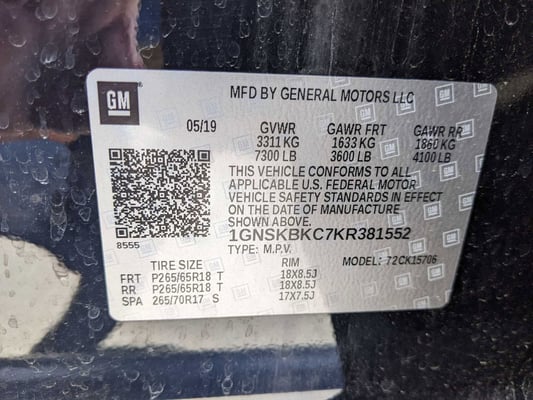 GM
MFD BY GENERAL MOTORS LLC
05/19 GVWR GAWR FRT GAWR RR
3311 KG 1633 KG 1860 KG
7300 LB 3600 LB 4100 LB
THIS VEHICLE CONFORMS TO ALL
APPLICABLE U.S. FEDERAL MOTOR
VEHICLE SAFETY STANDARDS IN EFFECT
ON THE DATE OF MANUFACTURE
SHOWN ABOVE.
8555 1GNSKBKC7KR381552
TYPE: M.P.V. MODEL: 72CK15706
TIRE SIZE RIM
FRT P265/65R18 T 18X8.5J
RR P265/65R18 T 18X8.5J
SPA 265/70R17 S 17X7.5J